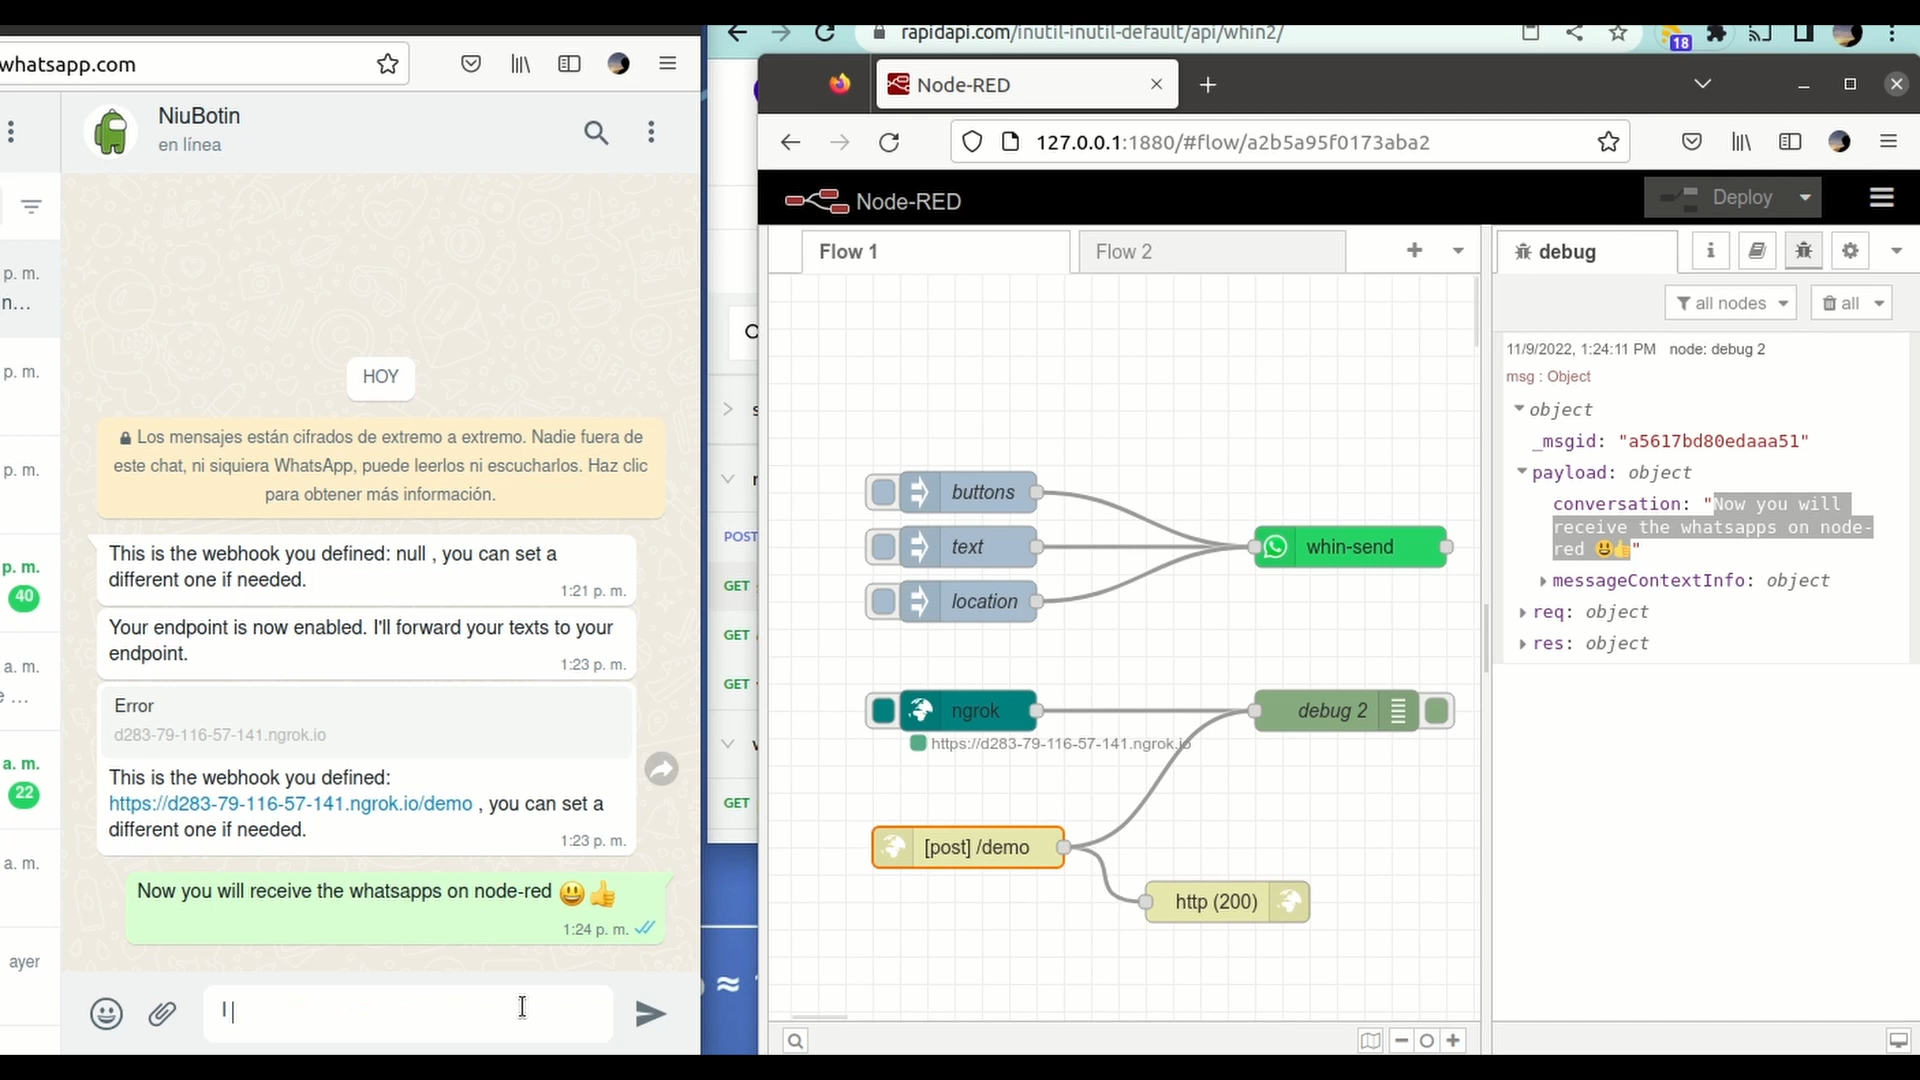 whatsapp.com
NiuBotin
en línea
p. m.
n...
p. m.
p. m.
p. m.
40
a. m.
e ...
a. m.
22
a. m.
ayer
HOY
Los mensajes están cifrados de extremo a extremo. Nadie fuera de
este chat, ni siquiera WhatsApp, puede leerlos ni escucharlos. Haz clic
para obtener más información.
This is the webhook you defined: null , you can set a
different one if needed.
1:21 p. m.
Your endpoint is now enabled. I'll forward your texts to your
endpoint.
1:23 p. m.
Error
d283-79-116-57-141.ngrok.io
This is the webhook you defined:
https://d283-79-116-57-141.ngrok.io/demo , you can set a
different one if needed.
1:23 p. m.
Now you will receive the whatsapps on node-red 😃👍
1:24 p. m.
I
rapidapi.com/inutil-inutil-default/api/whin2/
18
POST
GET
GET
GET
GET
Node-RED
127.0.0.1:1880/#flow/a2b5a95f0173aba2
Node-RED
Deploy
Flow 1
Flow 2
buttons
text
location
whin-send
ngrok
https://d283-79-116-57-141.ngrok.io
debug 2
[post] /demo
http (200)
debug
all nodes
all
11/9/2022, 1:24:11 PM node: debug 2
msg : Object
object
_msgid: "a5617bd80edaaa51"
payload: object
conversation: "Now you will
receive the whatsapps on node-
red 😃👍"
messageContextInfo: object
req: object
res: object